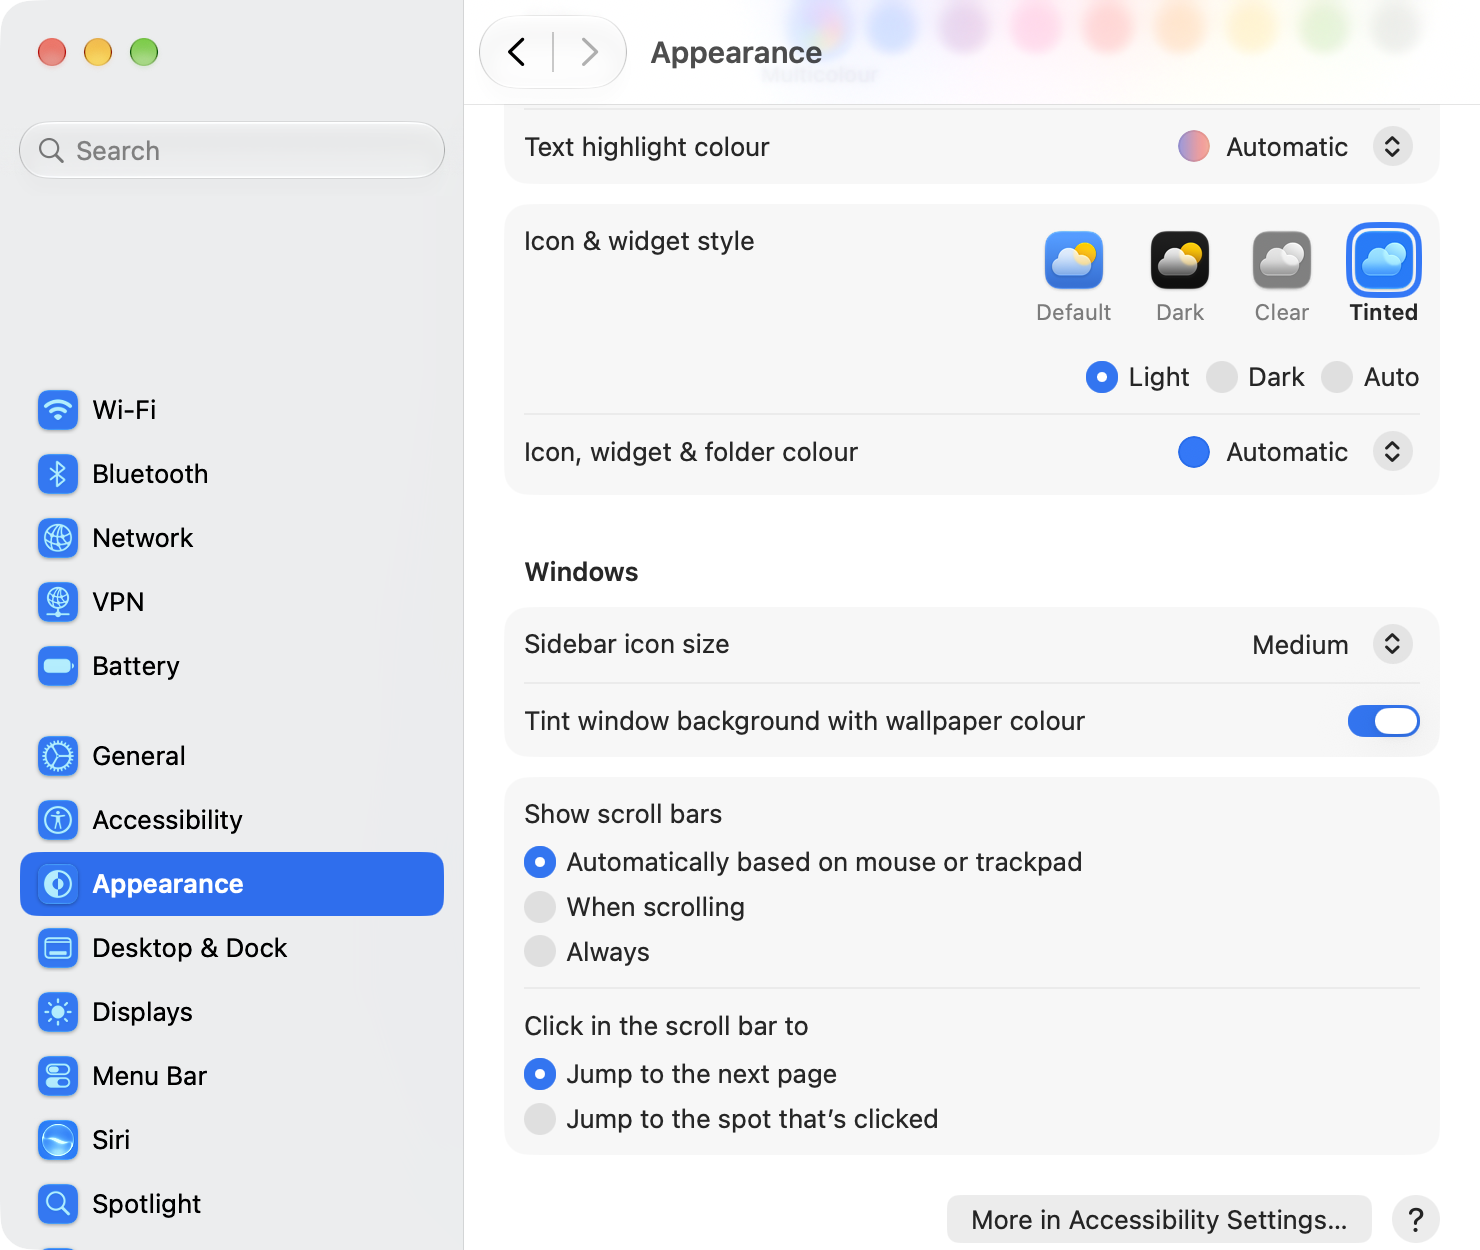 Appearance
Multicolour
Search
Text highlight colour
Automatic
Icon & widget style
Default
Dark
Clear
Tinted
Light
Dark
Auto
Icon, widget & folder colour
Automatic
Wi-Fi
Bluetooth
Network
VPN
Battery
General
Accessibility
Appearance
Desktop & Dock
Displays
Menu Bar
Siri
Spotlight
Windows
Sidebar icon size
Medium
Tint window background with wallpaper colour
Show scroll bars
Automatically based on mouse or trackpad
When scrolling
Always
Click in the scroll bar to
Jump to the next page
Jump to the spot that’s clicked
More in Accessibility Settings...
?